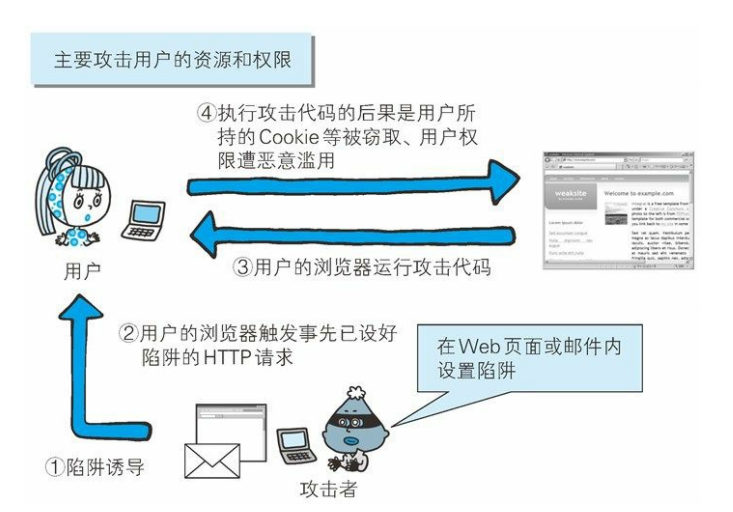 主要攻击用户的资源和权限
④执行攻击代码的后果是用户所
持的Cookie等被窃取、用户权
限遭恶意滥用
weaksite
Welcome to example.com
③用户的浏览器运行攻击代码
用户
②用户的浏览器触发事先已设好
陷阱的HTTP请求
在Web页面或邮件内
设置陷阱
①陷阱诱导
攻击者